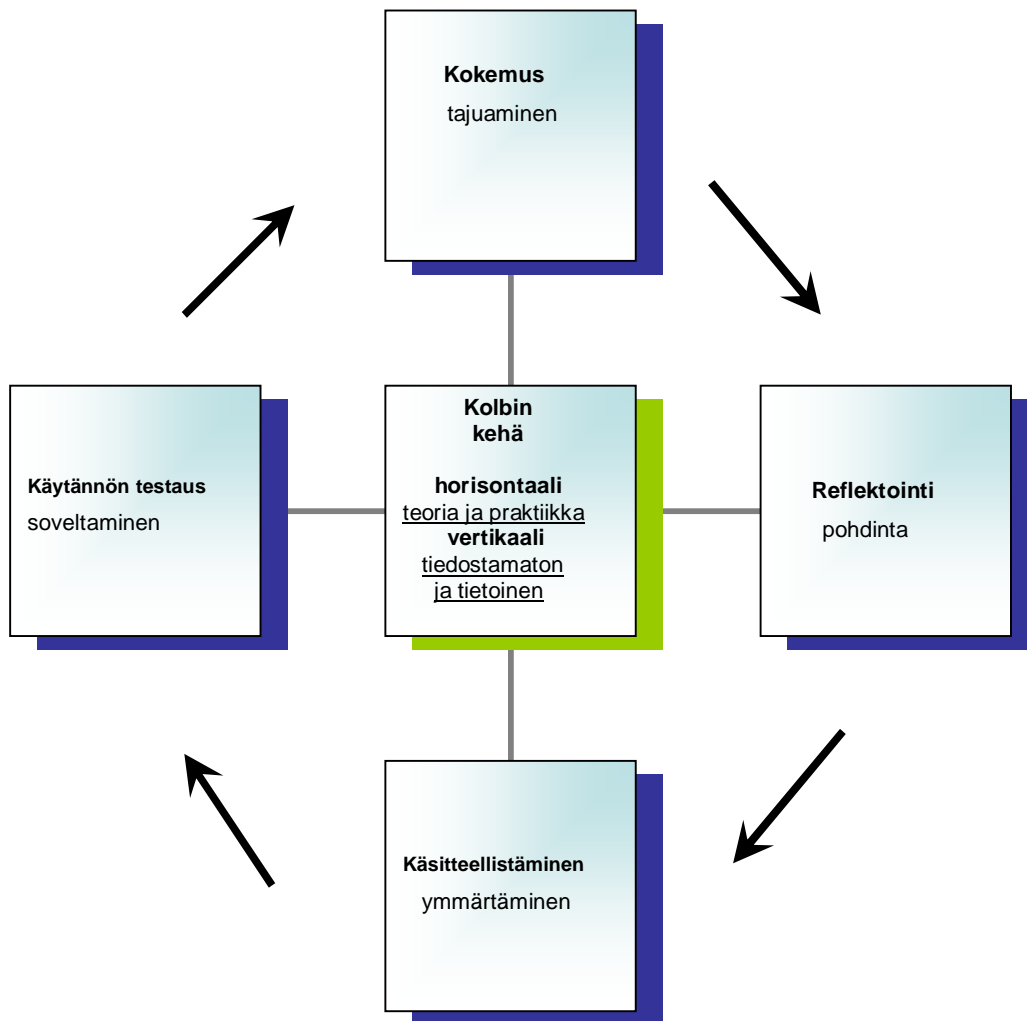 Kokemus
tajuaminen
Käytännön testaus
soveltaminen
Kolbin
kehä
horisontaali
teoria ja praktiikka
vertikaali
tiedostamaton
ja tietoinen
Reflektointi
pohdinta
Käsitteellistäminen
ymmärtäminen